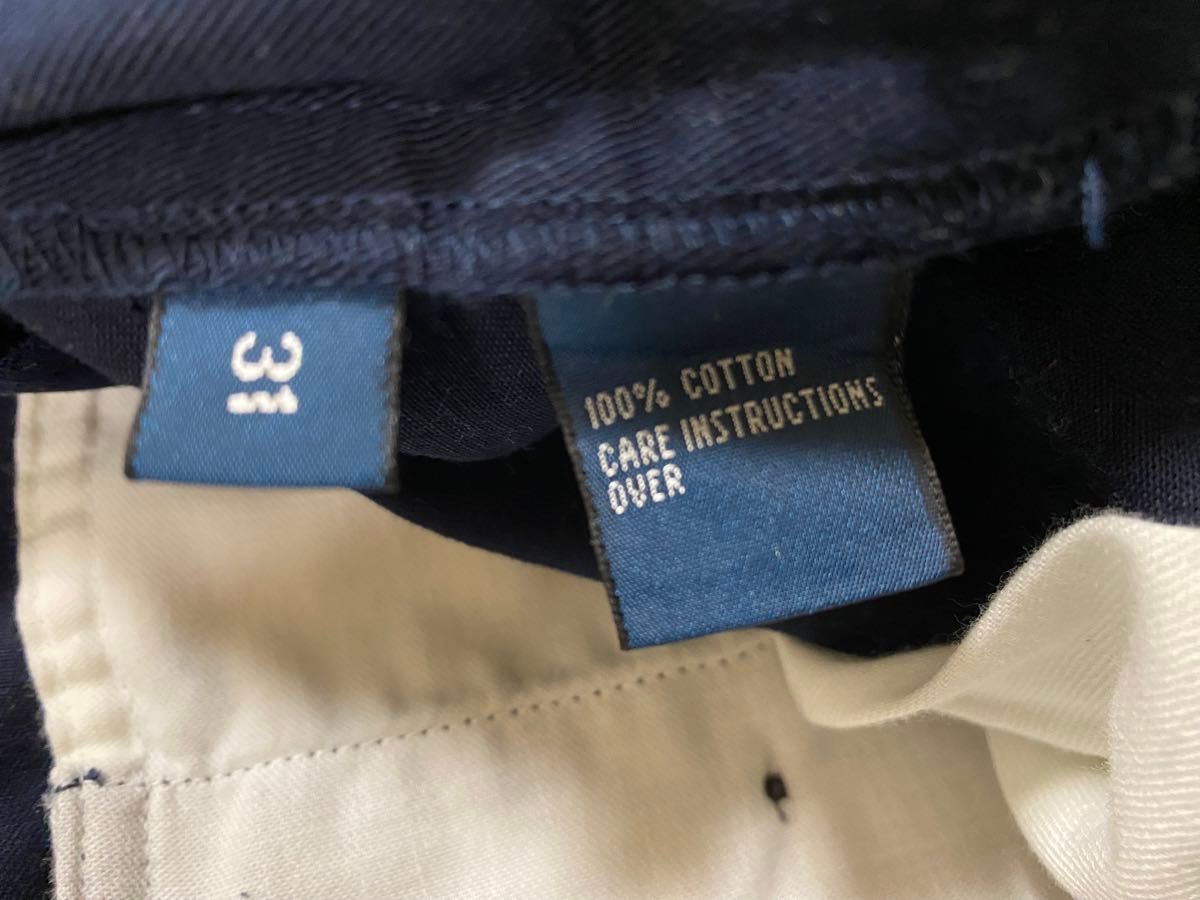 31
100% COTTON
CARE INSTRUCTIONS
OVER